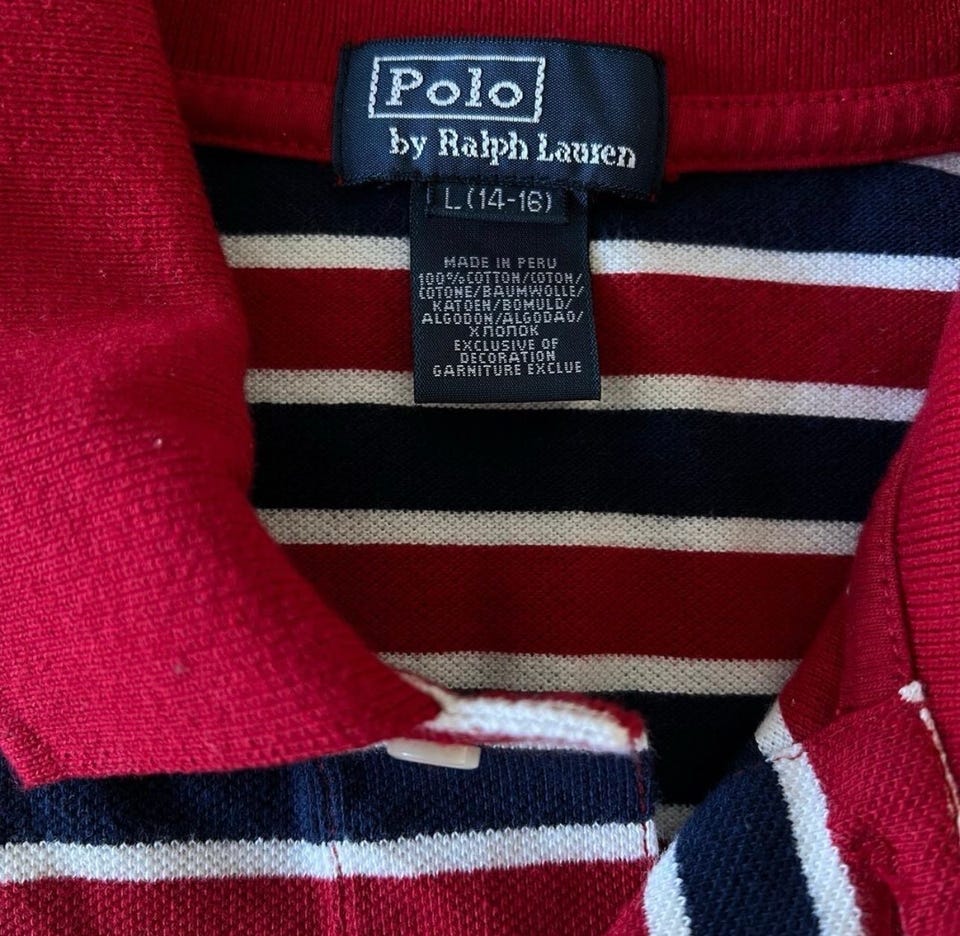 Polo
by Ralph Lauren
L (14-16)
MADE IN PERU
100% COTTON/COTON/
COTONE/BAUMWOLLE/
KATOEN/BOMULD/
ALGODON/ALGODAO/
ХЛОПОК
EXCLUSIVE OF
DECORATION
GARNITURE EXCLUE